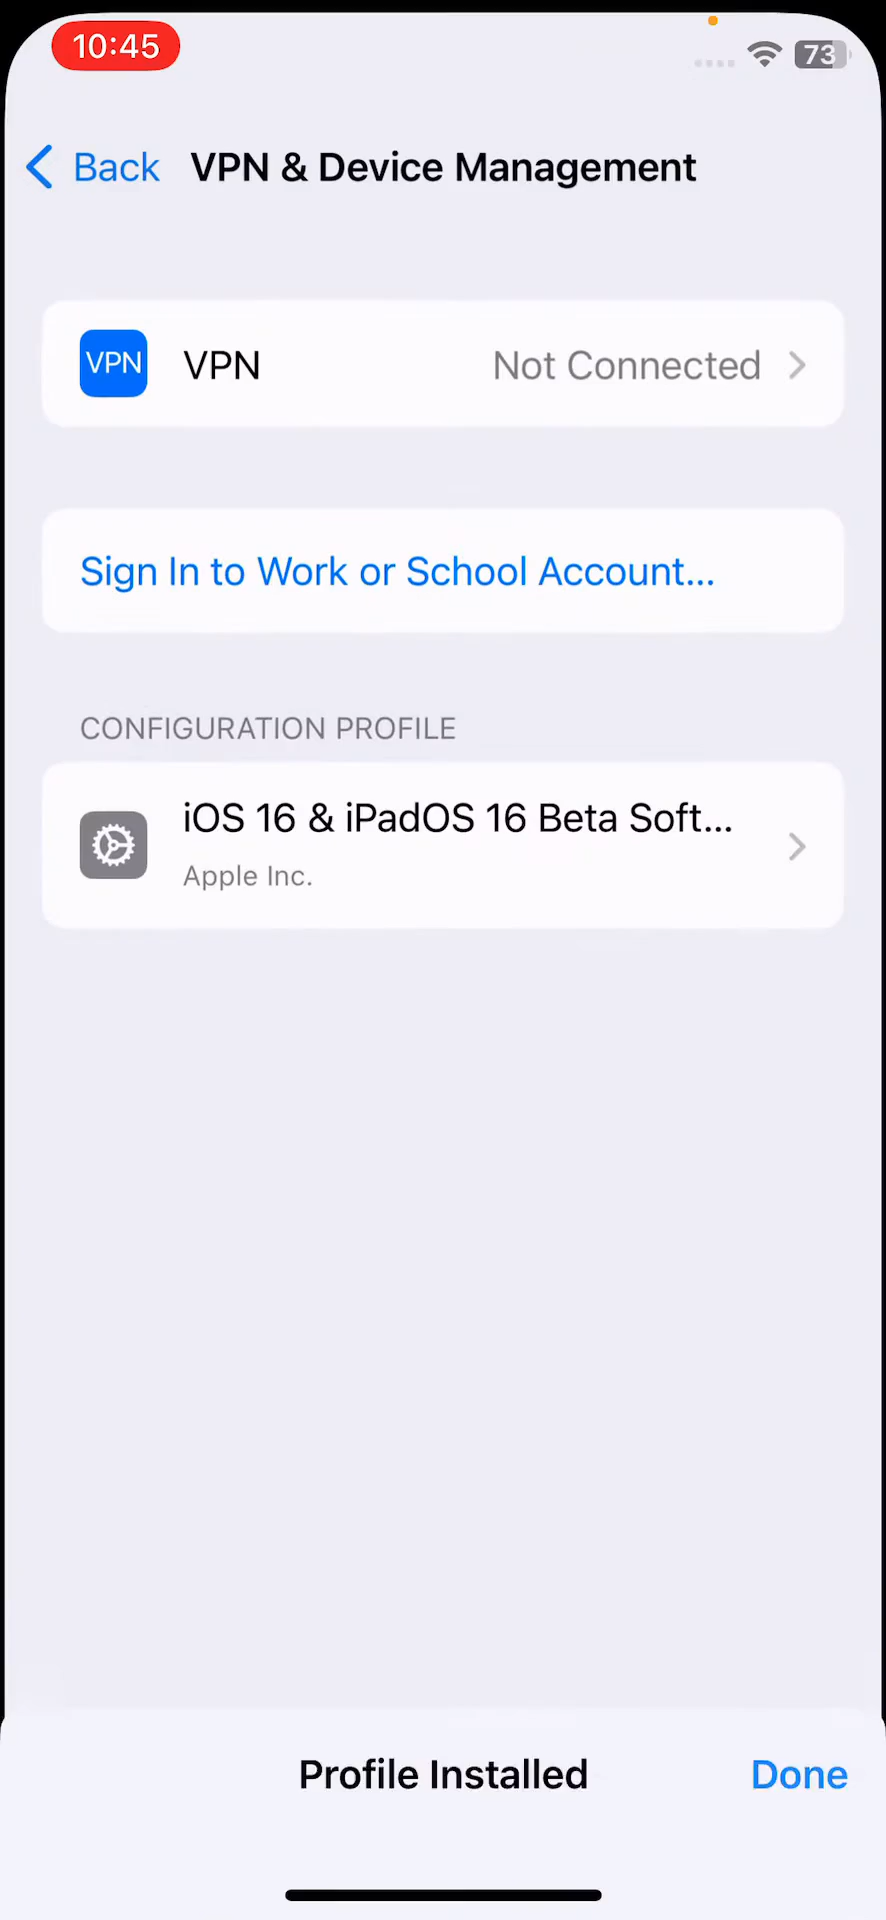 10:45
73
Back VPN & Device Management
VPN VPN Not Connected
Sign In to Work or School Account...
CONFIGURATION PROFILE
iOS 16 & iPadOS 16 Beta Soft...
Apple Inc.
Profile Installed Done